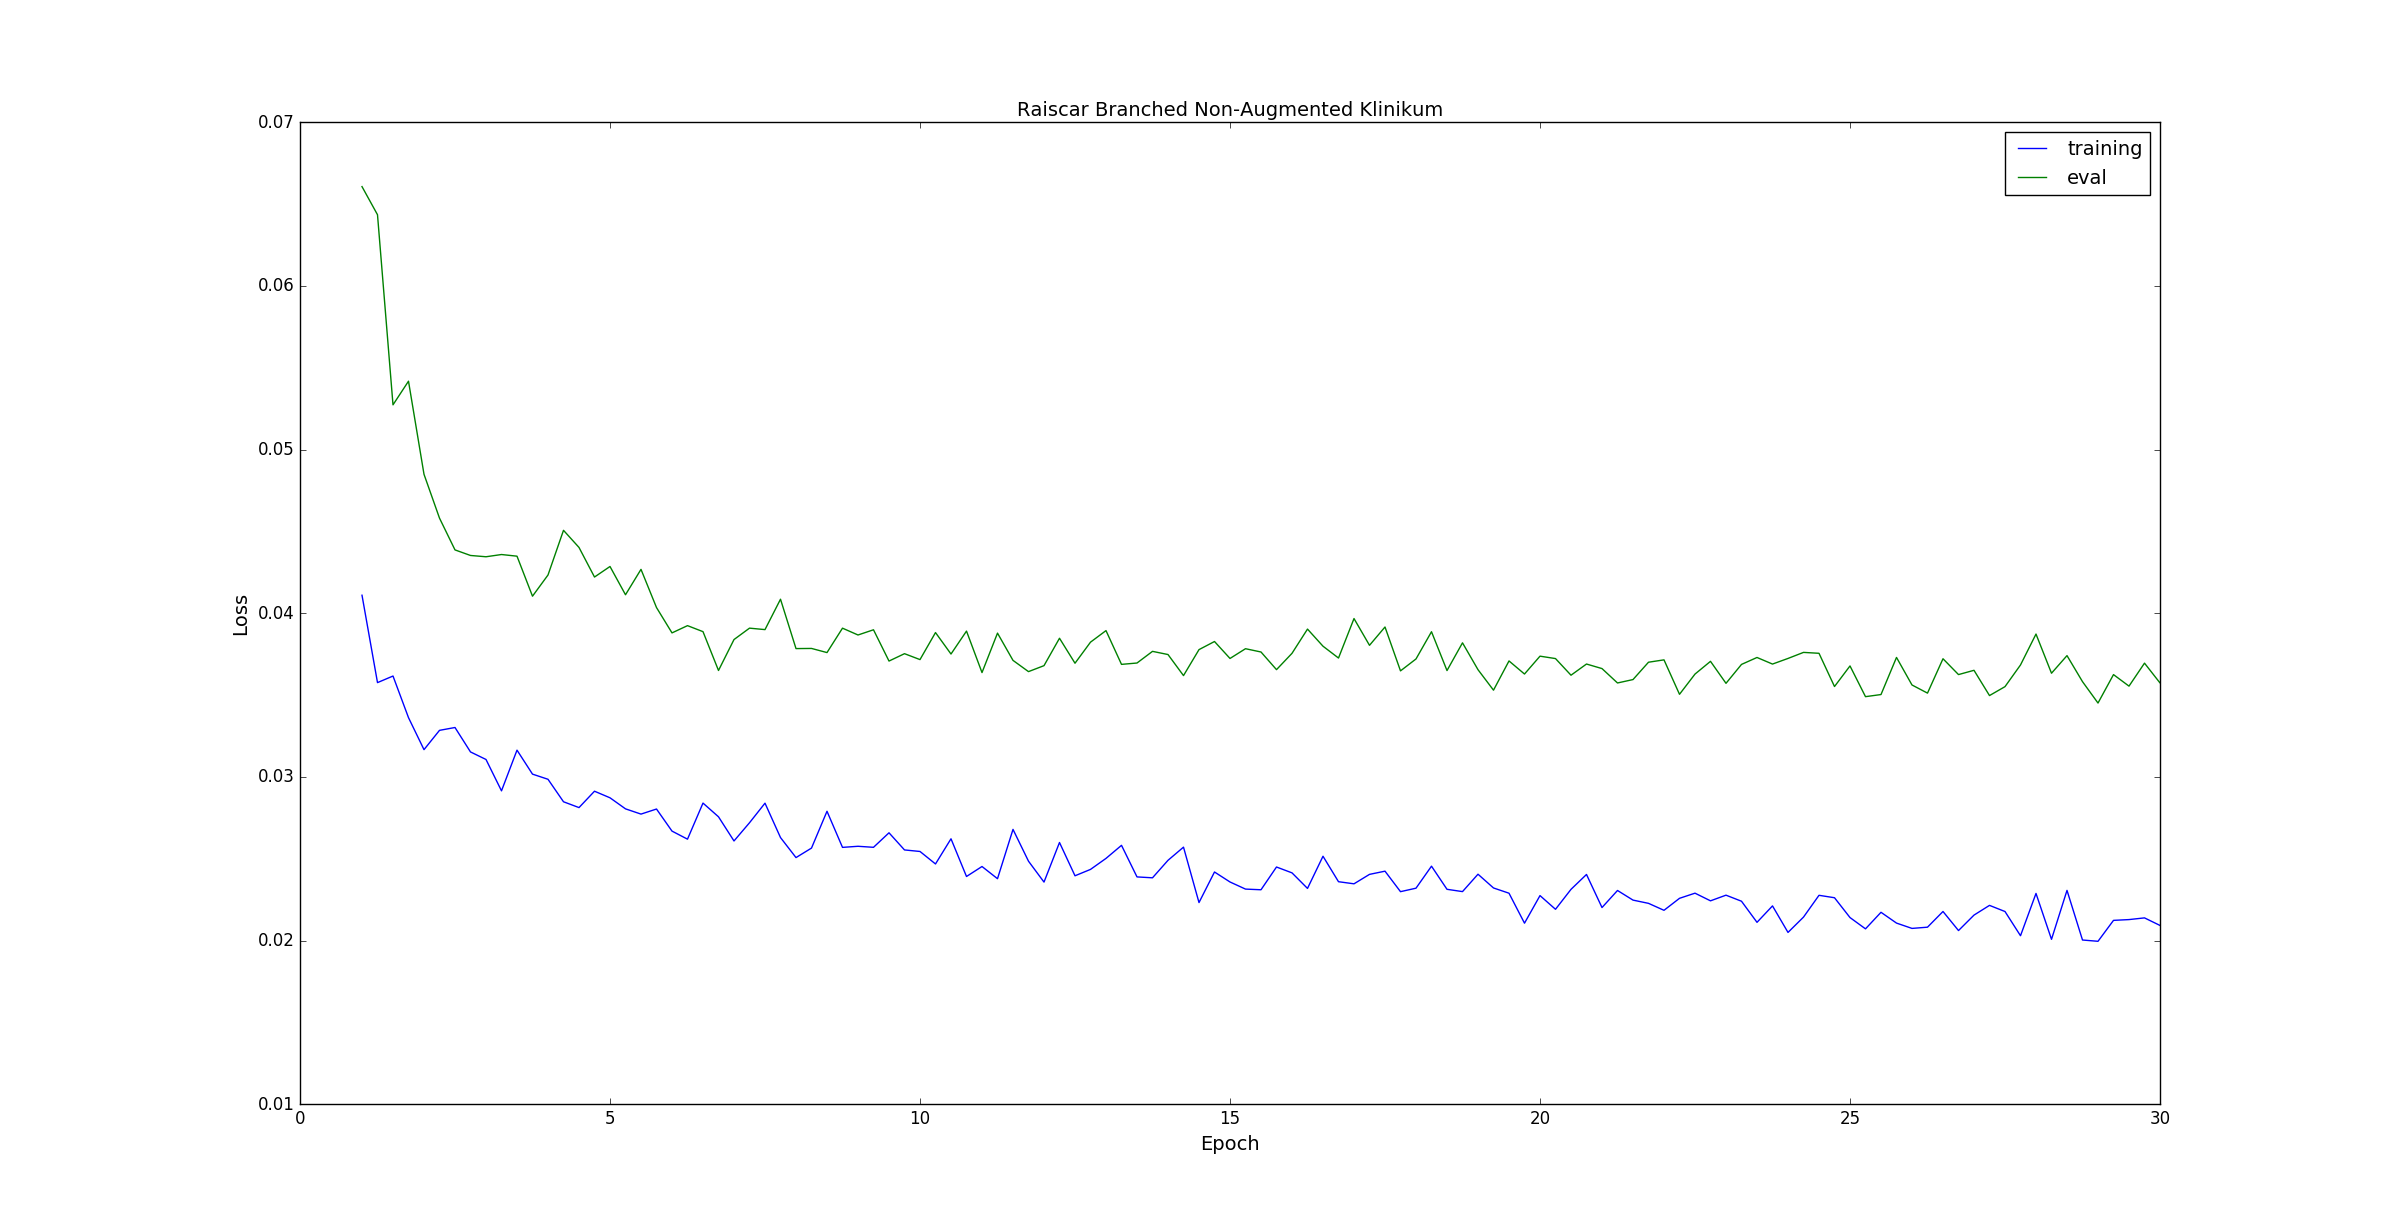 Raiscar Branched Non-Augmented Klinikum
training
eval
Loss
0.07
0.06
0.05
0.04
0.03
0.02
0.01
0 5 10 15 20 25 30
Epoch